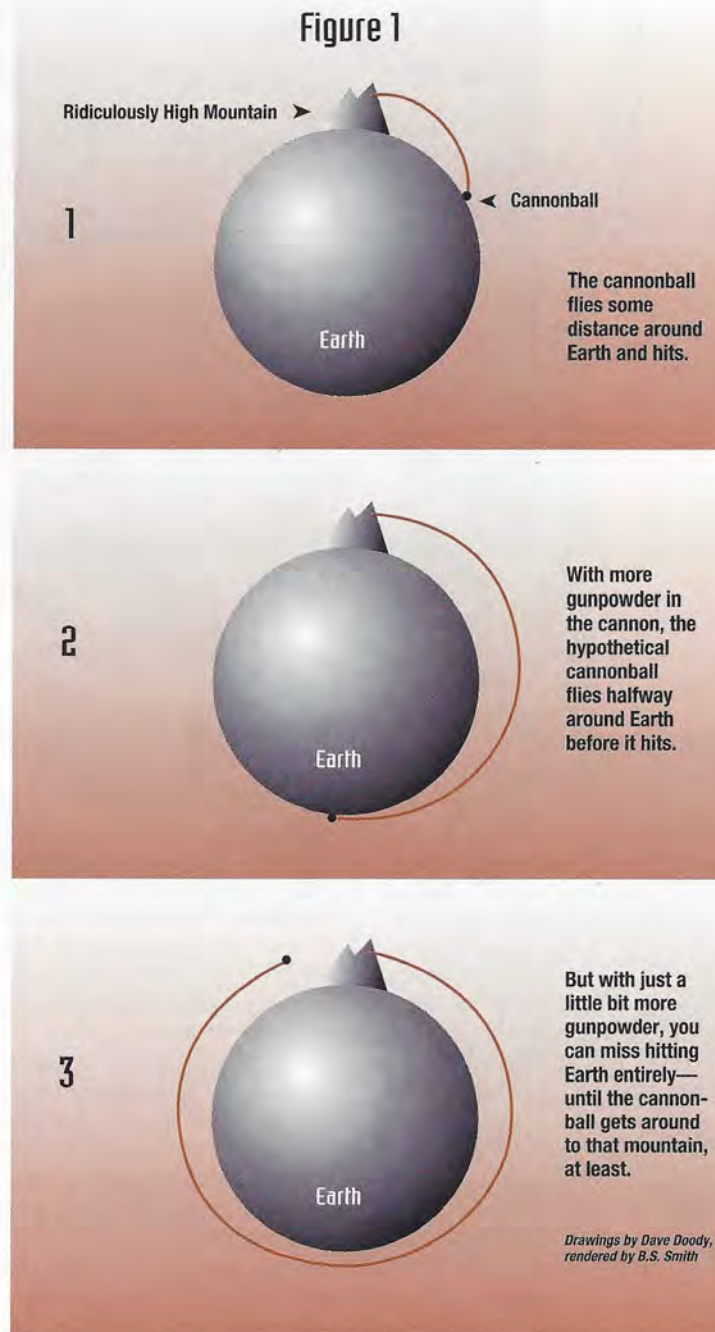 Figure 1
Ridiculously High Mountain
Cannonball
1
The cannonball
flies some
distance around
Earth and hits.
Earth
With more
gunpowder in
the cannon, the
hypothetical
cannonball
flies halfway
around Earth
before it hits.
2
Earth
But with just a
little bit more
gunpowder, you
can miss hitting
Earth entirely—
until the cannon-
ball gets around
to that mountain,
at least.
3
Earth
Drawings by Dave Doody,
rendered by B.S. Smith